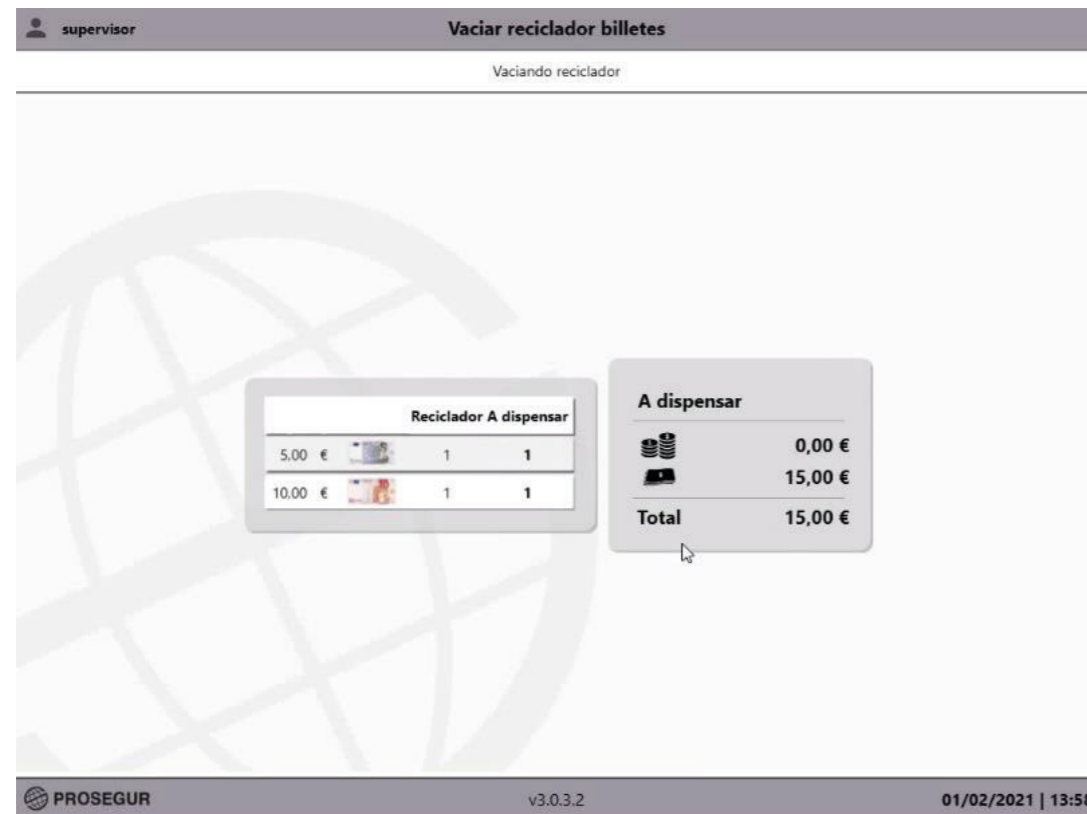 supervisor
Vaciar reciclador billetes
Vaciando reciclador
Reciclador A dispensar
5.00 € 1 1
10.00 € 1 1
A dispensar
0,00 €
15,00 €
Total 15,00 €
PROSEGUR
v3.0.3.2
01/02/2021 | 13:58